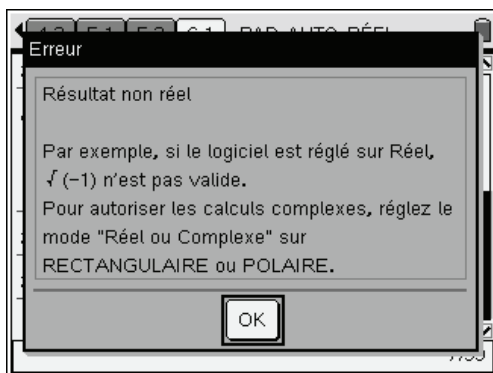 RAD AUTO RÉEL
Erreur
Résultat non réel
Par exemple, si le logiciel est réglé sur Réel,
√(-1) n'est pas valide.
Pour autoriser les calculs complexes, réglez le
mode "Réel ou Complexe" sur
RECTANGULAIRE ou POLAIRE.
OK